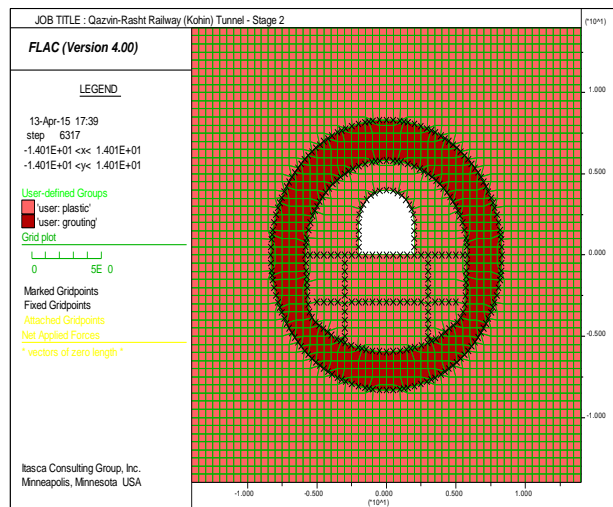 JOB TITLE : Qazvin-Rasht Railway (Kohin) Tunnel - Stage 2
(*10^1)
FLAC (Version 4.00)
LEGEND
13-Apr-15 17:39
step 6317
-1.401E+01 <x< 1.401E+01
-1.401E+01 <y< 1.401E+01
User-defined Groups
'user: plastic'
'user: grouting'
Grid plot
0 5E 0
Marked Gridpoints
Fixed Gridpoints
Attached Gridpoints
Net Applied Forces
* vectors of zero length *
Itasca Consulting Group, Inc.
Minneapolis, Minnesota USA
1.000
0.500
0.000
-0.500
-1.000
-1.000 -0.500 0.000 0.500 1.000
(*10^1)